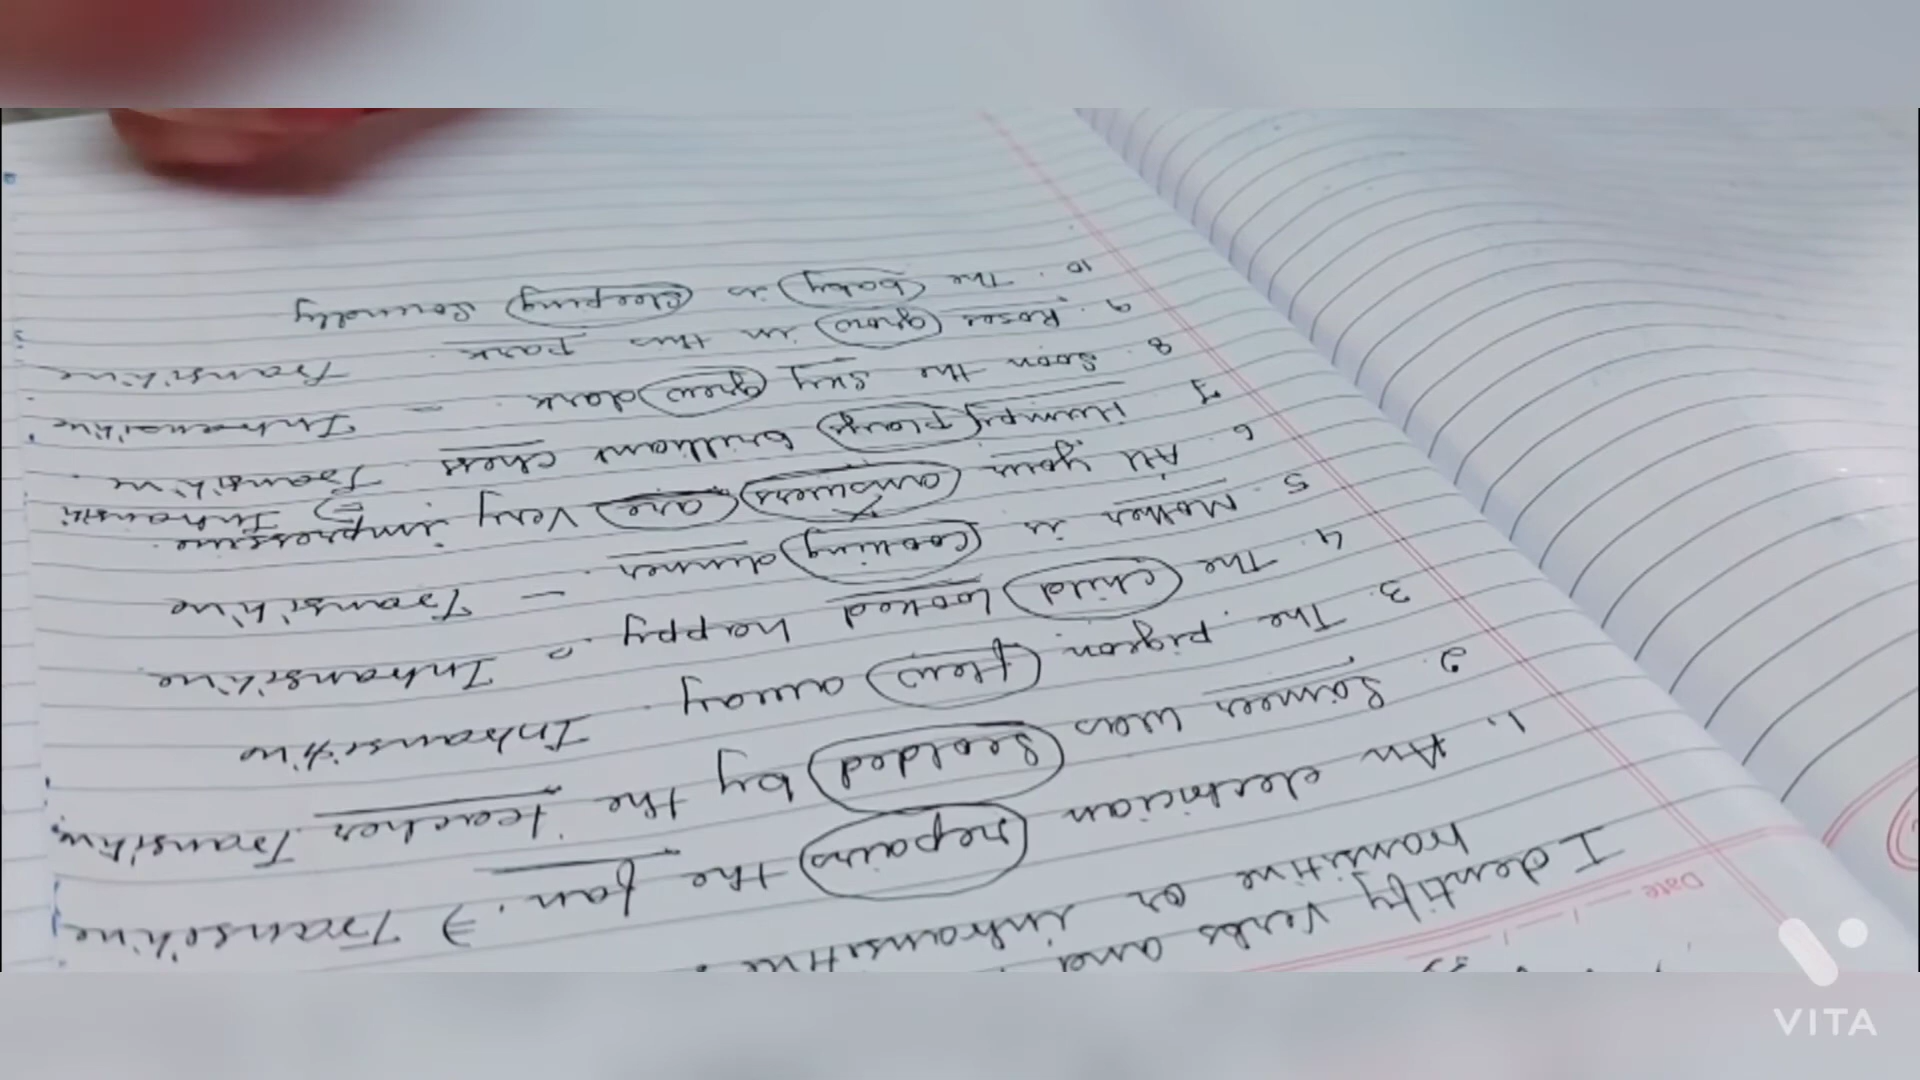 Date
Identify verbs and
transitive or intransitive.
1. An electrician repairs the fan. → Transitive
2. Sameer was scolded by the teacher. Transitive
3. The pigeon flew away. Intransitive
4. The child looked happy. - Intransitive
5. Mother is cooking dinner. - Transitive
6. All your answers are very impressive. Intransiti
7. Humpy plays brilliant chess. Transitive
8. Soon the sky grew dark. - Intransitive
9. Roses grow in this park. Transitive
10. The baby is sleeping soundly
VITA